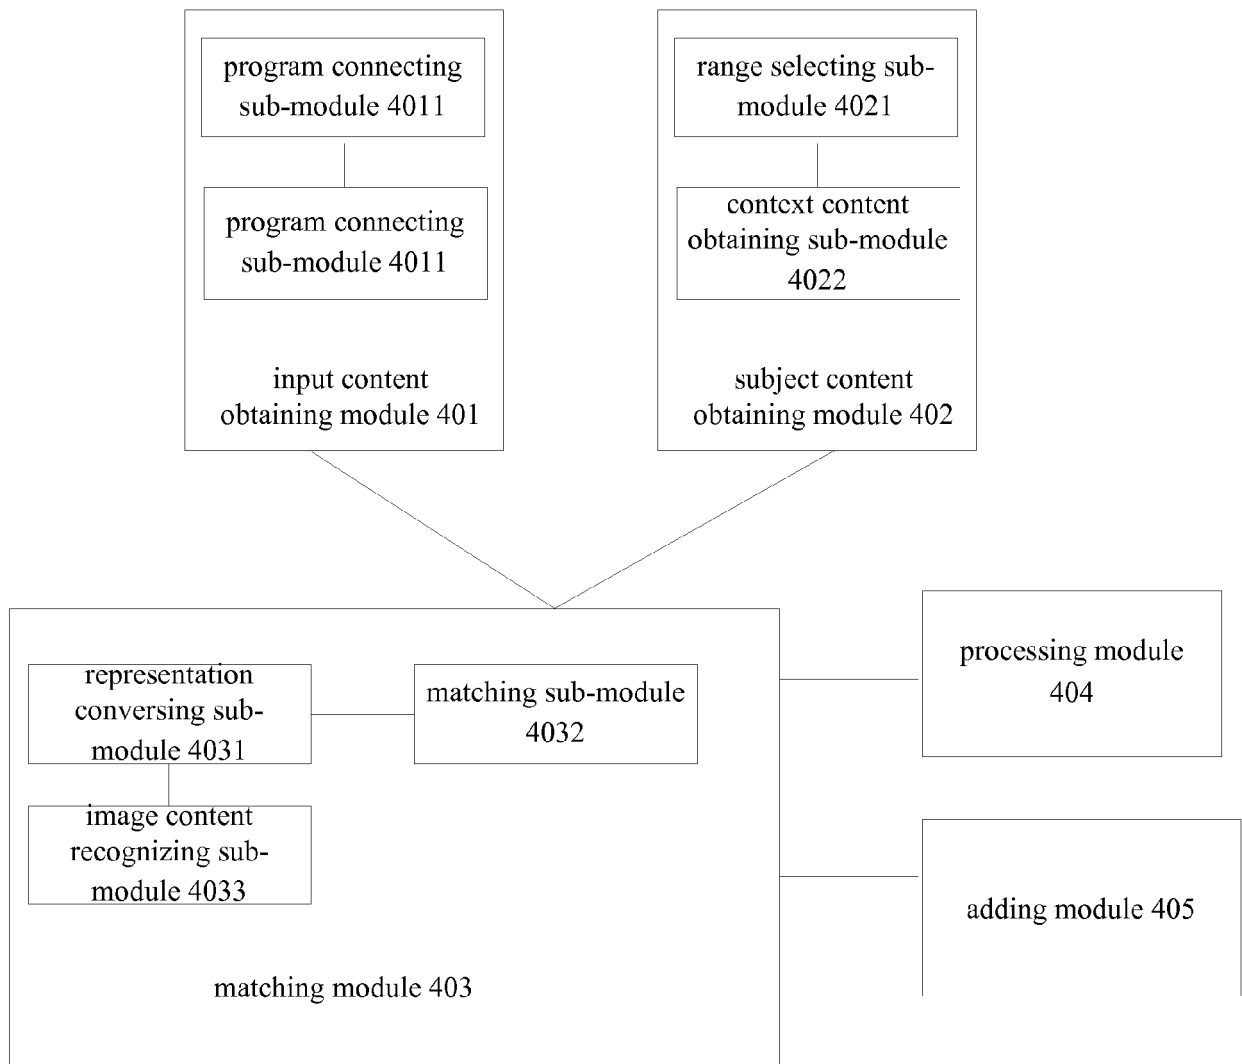 program connecting
sub-module 4011
program connecting
sub-module 4011
input content
obtaining module 401
range selecting sub-
module 4021
context content
obtaining sub-module
4022
subject content
obtaining module 402
representation
conversing sub-
module 4031
matching sub-module
4032
image content
recognizing sub-
module 4033
matching module 403
processing module
404
adding module 405